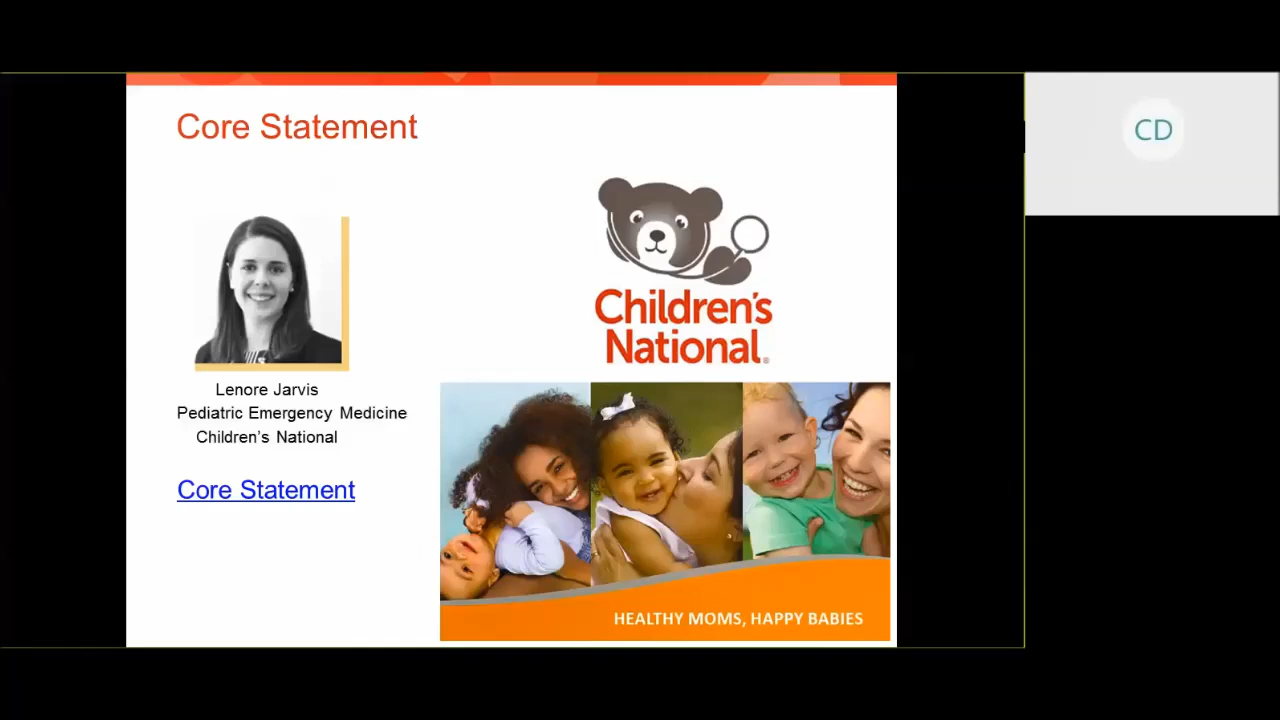 Core Statement
CD
Children's
National
Lenore Jarvis
Pediatric Emergency Medicine
Children's National
Core Statement
HEALTHY MOMS, HAPPY BABIES